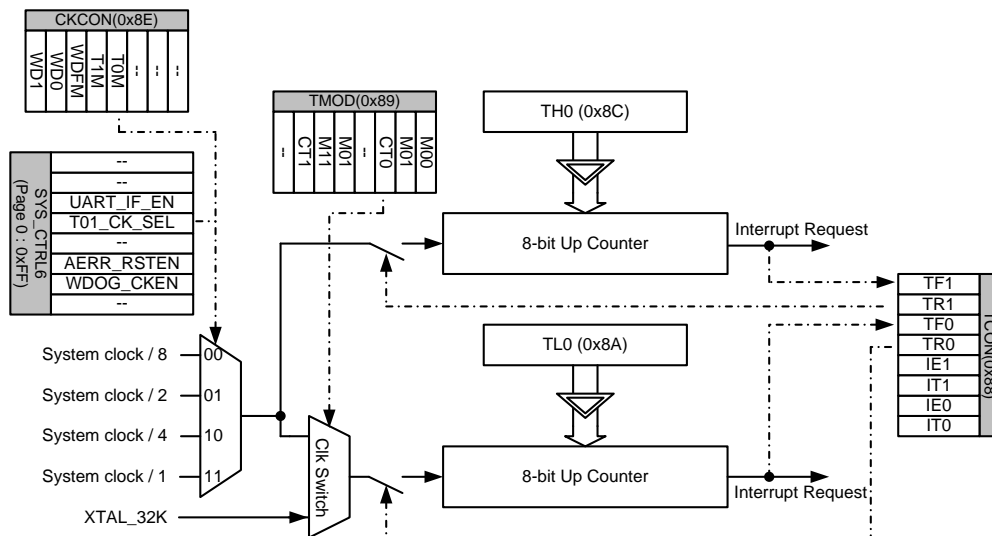 CKCON(0x8E)
WD1
WD0
WDFM
T1M
T0M
--
--
--
TMOD(0x89)
--
CT1
M11
M01
--
CT0
M01
M00
TH0 (0x8C)
SYS_CTRL6
(Page 0 : 0xFF)
--
--
UART_IF_EN
T01_CK_SEL
--
AERR_RSTEN
WDOG_CKEN
--
8-bit Up Counter
Interrupt Request
TCON(0x88)
TF1
TR1
TF0
TR0
IE1
IT1
IE0
IT0
TL0 (0x8A)
System clock / 8
00
System clock / 2
01
System clock / 4
10
System clock / 1
11
XTAL_32K
Clk Switch
8-bit Up Counter
Interrupt Request